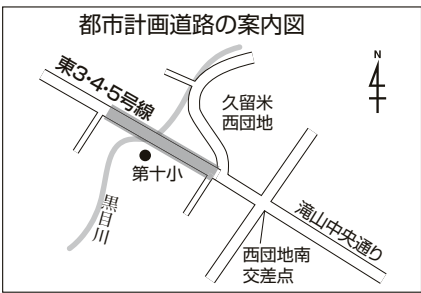 都市計画道路の案内図
N
東3・4・5号線
久留米
西団地
第十小
黒目川
滝山中央通り
西団地南
交差点